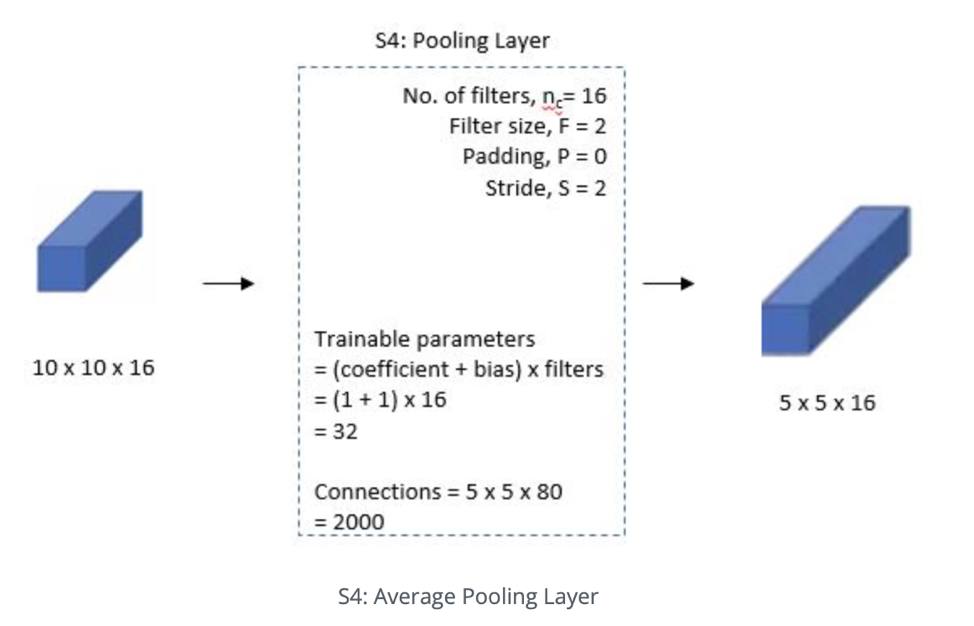 S4: Pooling Layer
No. of filters, nc= 16
Filter size, F = 2
Padding, P = 0
Stride, S = 2
10 x 10 x 16
Trainable parameters
= (coefficient + bias) x filters
= (1 + 1) x 16
= 32
Connections = 5 x 5 x 80
= 2000
5 x 5 x 16
S4: Average Pooling Layer